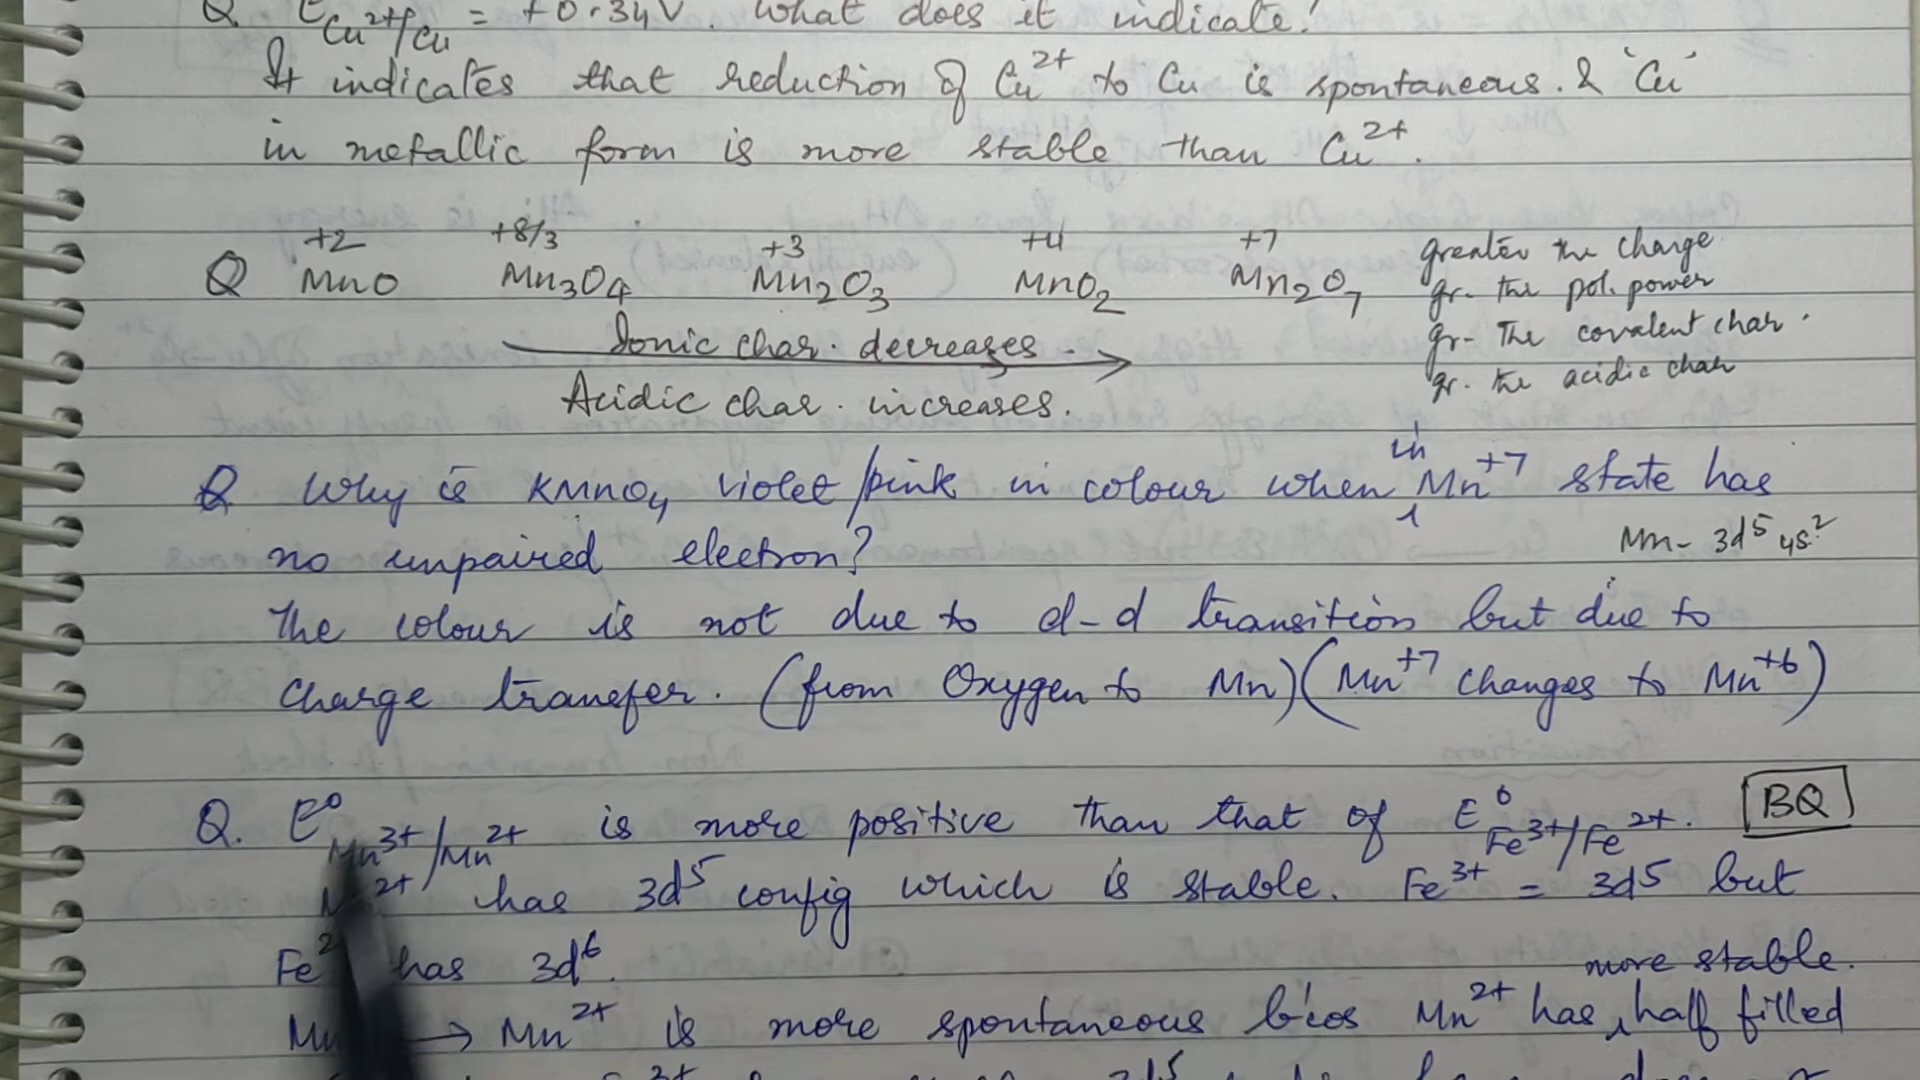 Q. E Cu²⁺/Cu = +0.34V. What does it indicate?
It indicates that reduction of Cu²⁺ to Cu is spontaneous. & 'Cu'
in metallic form is more stable than Cu²⁺.
+2 +8/3 +3 +4 +7
Q MnO Mn₃O₄ Mn₂O₃ MnO₂ Mn₂O₇
greater the charge
gr. the pol. power
gr- the covalent char.
gr. the acidic char
Ionic char. decreases.
Acidic char. increases.
Q Why is KMnO₄ violet/pink in colour when in Mn⁺⁷ state has
no unpaired electron?
Mn- 3d⁵ 4s²
The colour is not due to d-d transition but due to
charge transfer. (from Oxygen to Mn) (Mn⁺⁷ changes to Mn⁺⁶)
Q. E⁰ Mn³⁺/Mn²⁺ is more positive than that of E⁰ Fe³⁺/Fe²⁺. BQ
has 3d⁵ config which is stable. Fe³⁺ = 3d⁵ but
Fe has 3d⁶.
more stable.
→ Mn²⁺ is more spontaneous b'cos Mn²⁺ has half filled